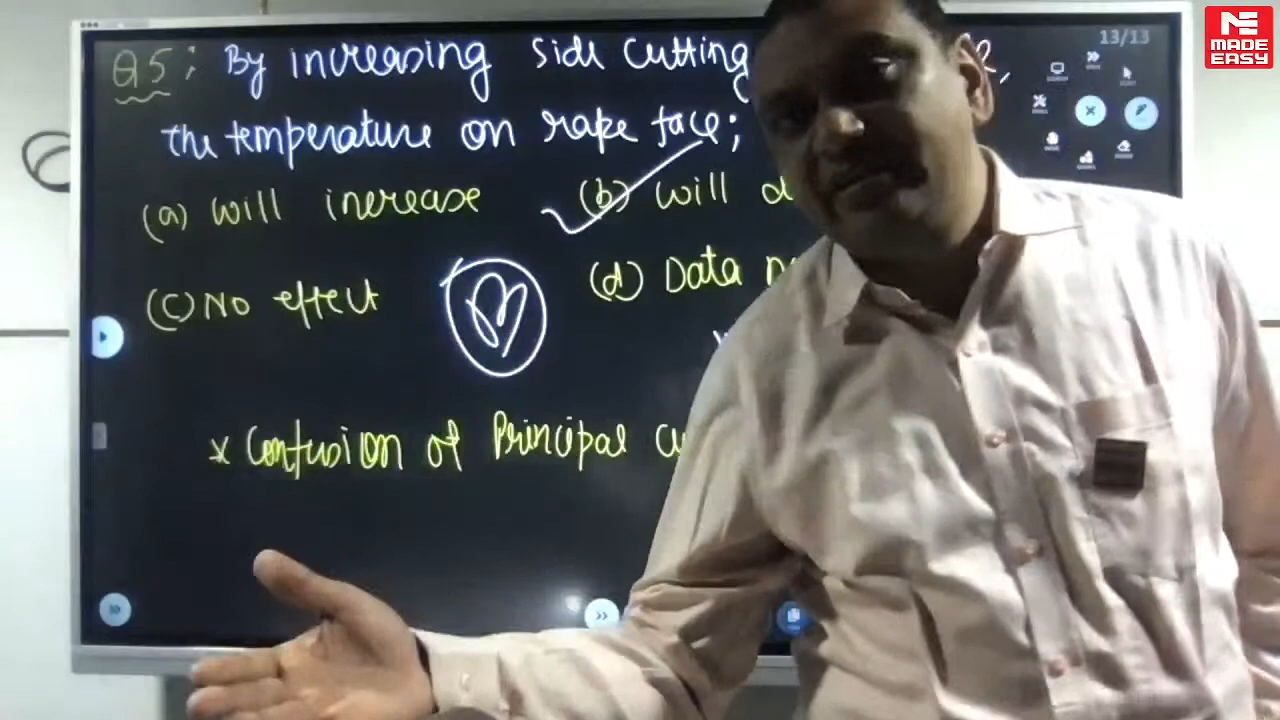 Q5: By increasing side cutting
the temperature on rake face;
(a) will increase (b) will
(c) No effect (d) Data
* Confusion of Principal
13/13
ME
MADE
EASY